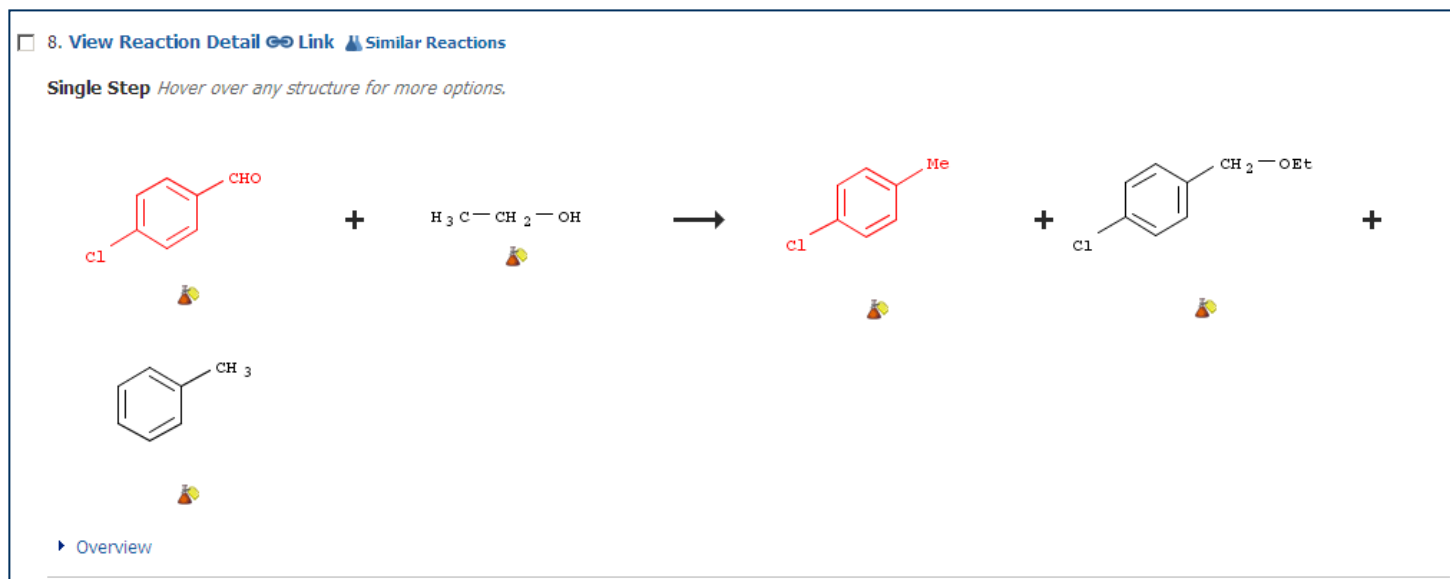 8. View Reaction Detail Link Similar Reactions
Single Step Hover over any structure for more options.
CHO
Cl
+
H3C-CH2-OH
Me
Cl
+
CH2-OEt
Cl
+
CH3
Overview